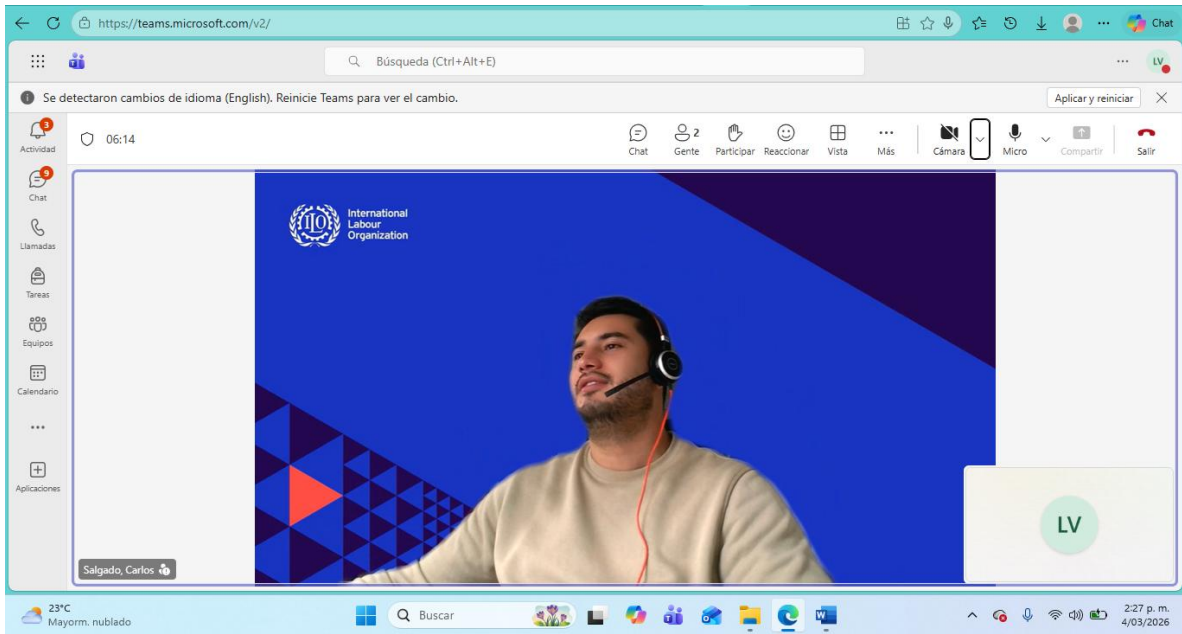 https://teams.microsoft.com/v2/
Chat
Búsqueda (Ctrl+Alt+E)
LV
Se detectaron cambios de idioma (English). Reinicie Teams para ver el cambio.
Aplicar y reiniciar
3
Actividad
06:14
Chat
2
Gente
Participar
Reaccionar
Vista
Más
Cámara
Micro
Compartir
Salir
9
Chat
Llamadas
Tareas
Equipos
Calendario
Aplicaciones
ILO
International
Labour
Organization
LV
Salgado, Carlos
23°C
Mayorm. nublado
Buscar
2:27 p. m.
4/03/2026